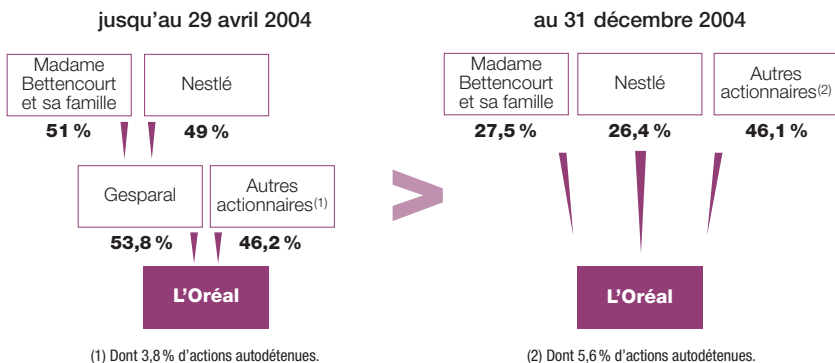 jusqu'au 29 avril 2004
Madame
Bettencourt
et sa famille
Nestlé
51 %
49 %
Gesparal
Autres
actionnaires(1)
53,8 %
46,2 %
L'Oréal
(1) Dont 3,8 % d'actions autodétenues.
>
au 31 décembre 2004
Madame
Bettencourt
et sa famille
Nestlé
Autres
actionnaires(2)
27,5 %
26,4 %
46,1 %
L'Oréal
(2) Dont 5,6 % d'actions autodétenues.